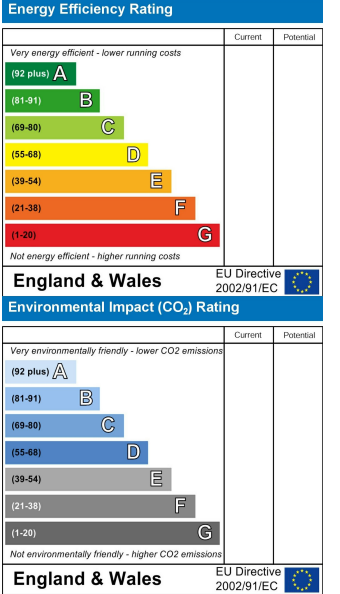 Energy Efficiency Rating
Current Potential
Very energy efficient - lower running costs
(92 plus) A
(81-91) B
(69-80) C
(55-68) D
(39-54) E
(21-38) F
(1-20) G
Not energy efficient - higher running costs
England & Wales EU Directive
2002/91/EC
Environmental Impact (CO₂) Rating
Current Potential
Very environmentally friendly - lower CO2 emissions
(92 plus) A
(81-91) B
(69-80) C
(55-68) D
(39-54) E
(21-38) F
(1-20) G
Not environmentally friendly - higher CO2 emissions
England & Wales EU Directive
2002/91/EC